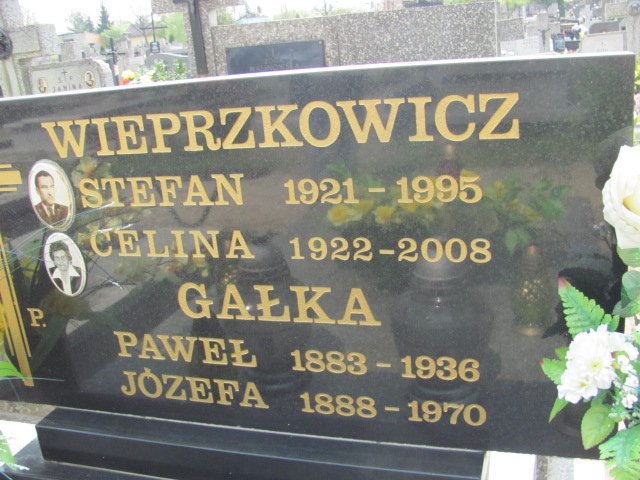 WIEPRZKOWICZ
STEFAN 1921-1995
CELINA 1922-2008
GAŁKA
P.
PAWEŁ 1883-1936
JÓZEFA 1888-1970